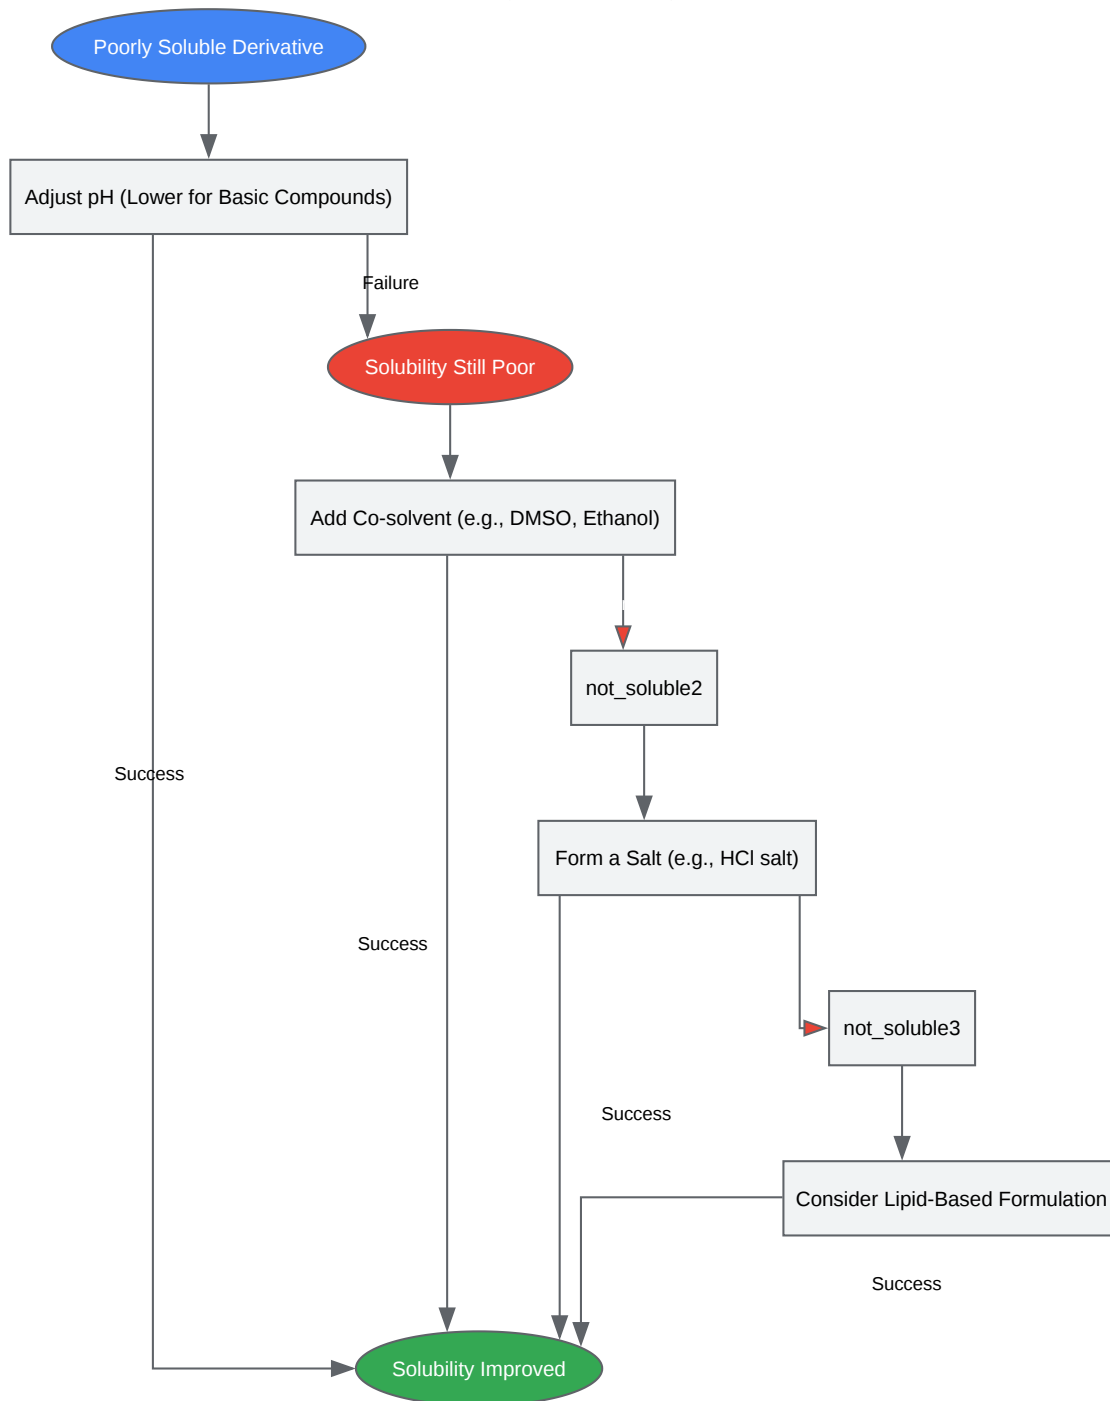 Poorly Soluble Derivative
Adjust pH (Lower for Basic Compounds)
Failure
Solubility Still Poor
Add Co-solvent (e.g., DMSO, Ethanol)
not_soluble2
Success
Form a Salt (e.g., HCl salt)
Success
not_soluble3
Success
Consider Lipid-Based Formulation
Success
Solubility Improved